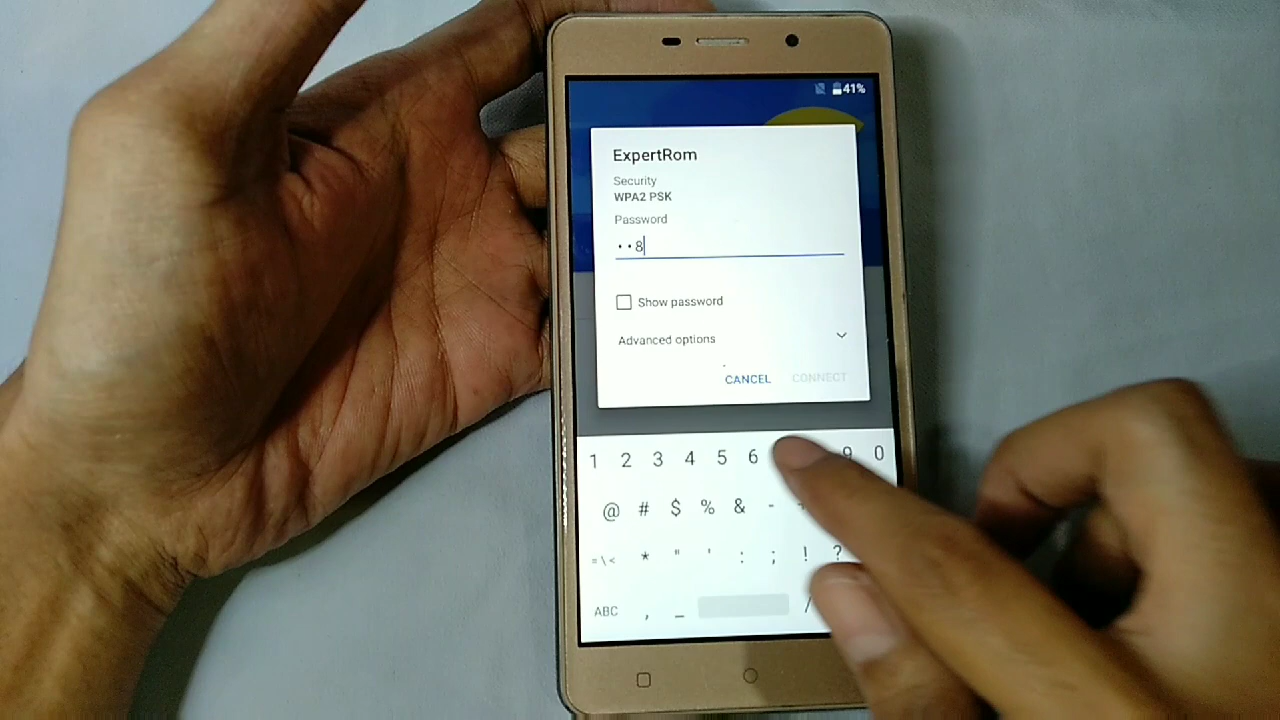 41%
ExpertRom
Security
WPA2 PSK
Password
••8
Show password
Advanced options
CANCEL CONNECT
1 2 3 4 5 6 9 0
@ # $ % & -
=\< * " ' : ; ! ?
ABC , _ /